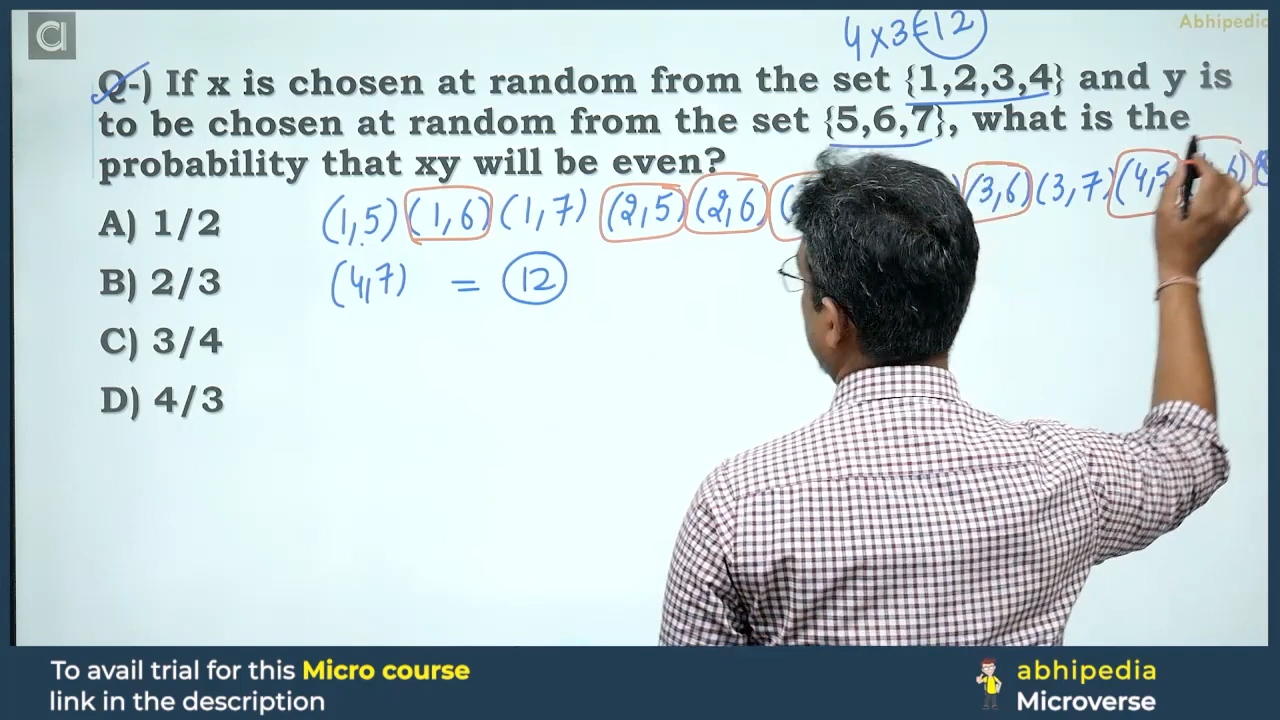 Abhipedia
4x3=12
Q-) If x is chosen at random from the set {1,2,3,4} and y is
to be chosen at random from the set {5,6,7}, what is the
probability that xy will be even?
(1,5) (1,6) (1,7) (2,5) (2,6) (3,6) (3,7) (4,5
A) 1/2
(4,7) = 12
B) 2/3
C) 3/4
D) 4/3
To avail trial for this Micro course
link in the description
abhipedia
Microverse